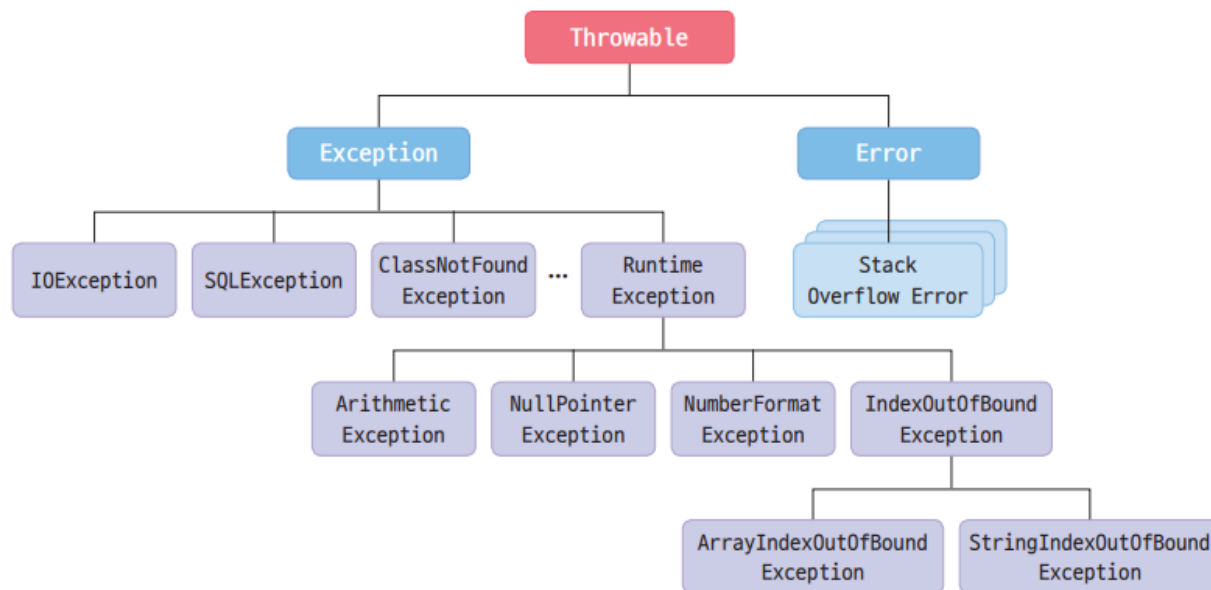 Throwable
Exception
Error
IOException
SQLException
ClassNotFound
Exception
...
Runtime
Exception
Stack
Overflow Error
Arithmetic
Exception
NullPointer
Exception
NumberFormat
Exception
IndexOutOfBound
Exception
ArrayIndexOutOfBound
Exception
StringIndexOutOfBound
Exception